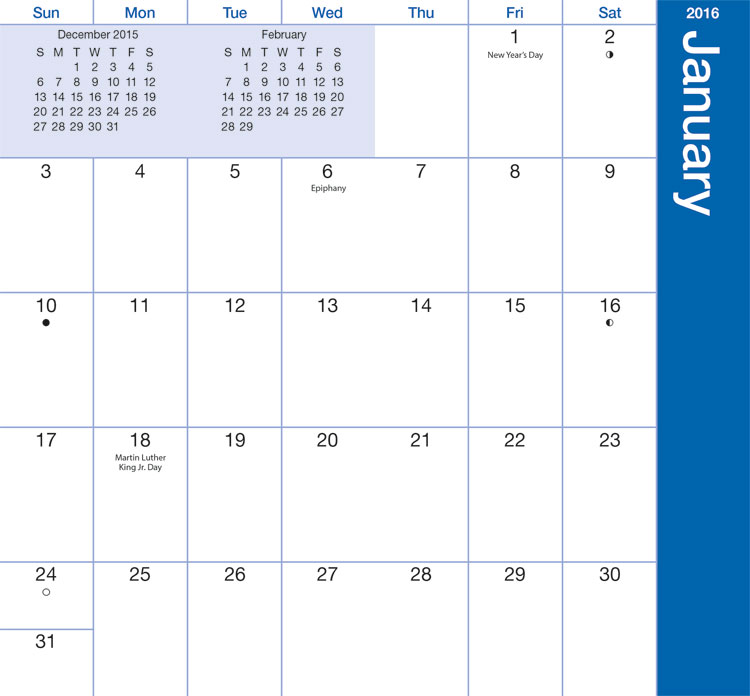 Sun Mon Tue Wed Thu Fri Sat
2016
January
December 2015
S M T W T F S
1 2 3 4 5
6 7 8 9 10 11 12
13 14 15 16 17 18 19
20 21 22 23 24 25 26
27 28 29 30 31
February
S M T W T F S
1 2 3 4 5 6
7 8 9 10 11 12 13
14 15 16 17 18 19 20
21 22 23 24 25 26 27
28 29
1 2
New Year's Day
3 4 5 6 7 8 9
Epiphany
10 11 12 13 14 15 16
17 18 19 20 21 22 23
Martin Luther
King Jr. Day
24 25 26 27 28 29 30
31